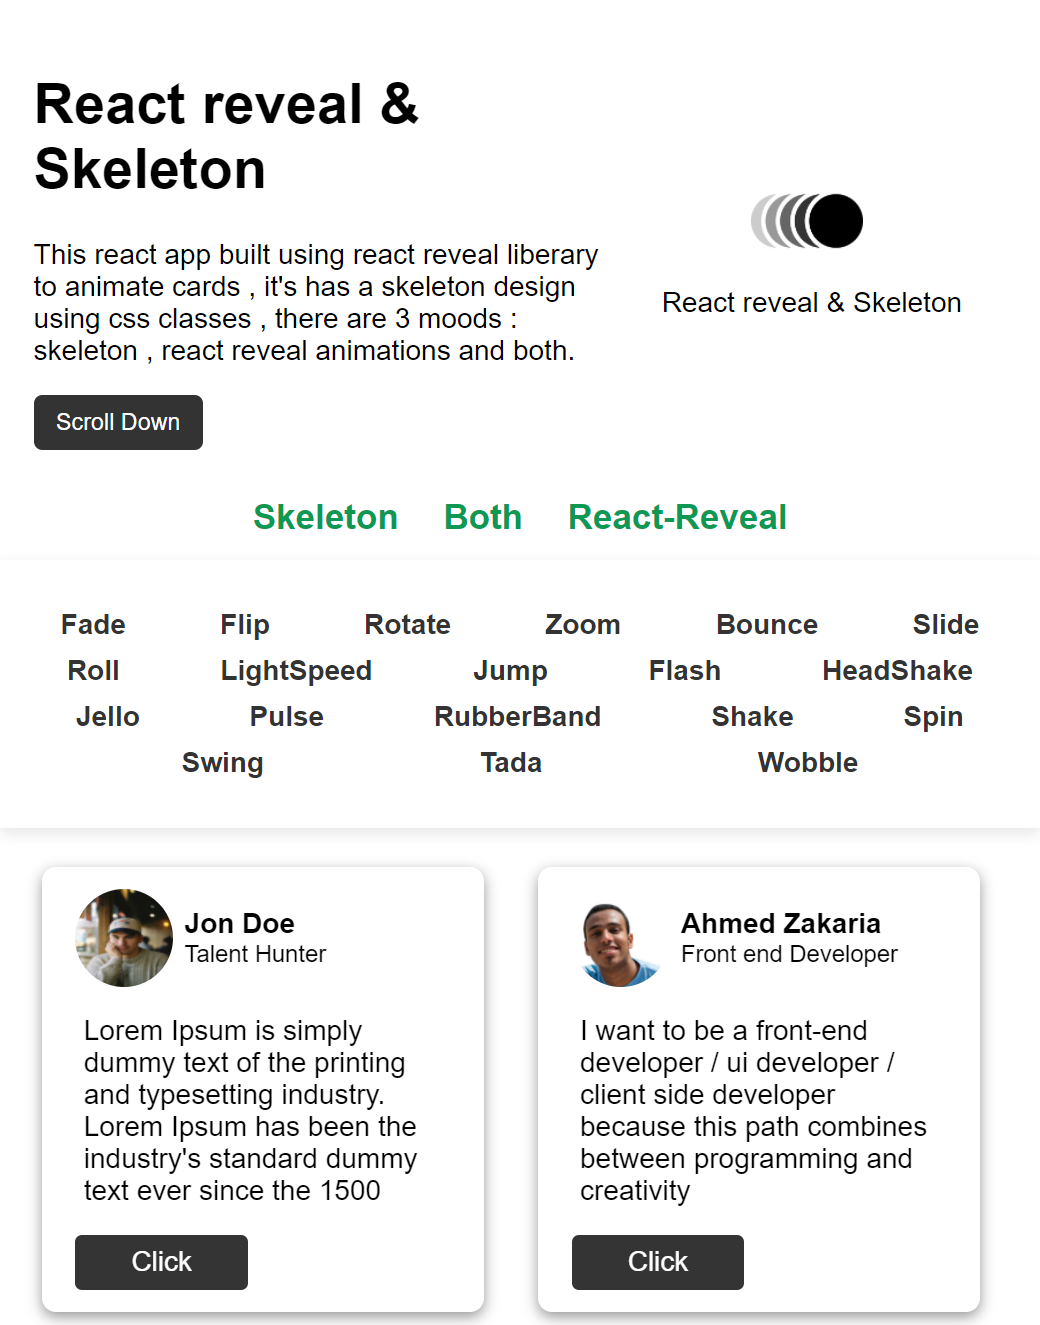 React reveal &
Skeleton
This react app built using react reveal liberary
to animate cards , it's has a skeleton design
using css classes , there are 3 moods :
skeleton , react reveal animations and both.
Scroll Down
React reveal & Skeleton
Skeleton Both React-Reveal
Fade Flip Rotate Zoom Bounce Slide
Roll LightSpeed Jump Flash HeadShake
Jello Pulse RubberBand Shake Spin
Swing Tada Wobble
Jon Doe
Talent Hunter
Lorem Ipsum is simply
dummy text of the printing
and typesetting industry.
Lorem Ipsum has been the
industry's standard dummy
text ever since the 1500
Click
Ahmed Zakaria
Front end Developer
I want to be a front-end
developer / ui developer /
client side developer
because this path combines
between programming and
creativity
Click